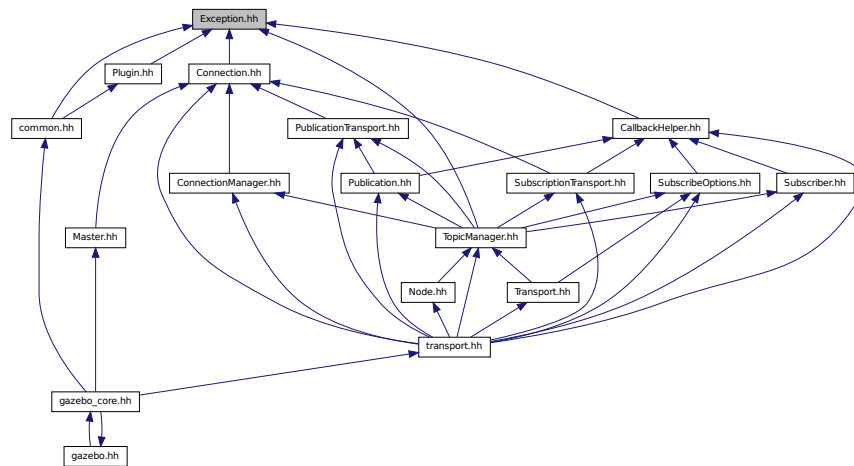 Exception.hh
Plugin.hh
Connection.hh
common.hh
PublicationTransport.hh
CallbackHelper.hh
ConnectionManager.hh
Publication.hh
SubscriptionTransport.hh
SubscribeOptions.hh
Subscriber.hh
Master.hh
TopicManager.hh
Node.hh
Transport.hh
transport.hh
gazebo_core.hh
gazebo.hh